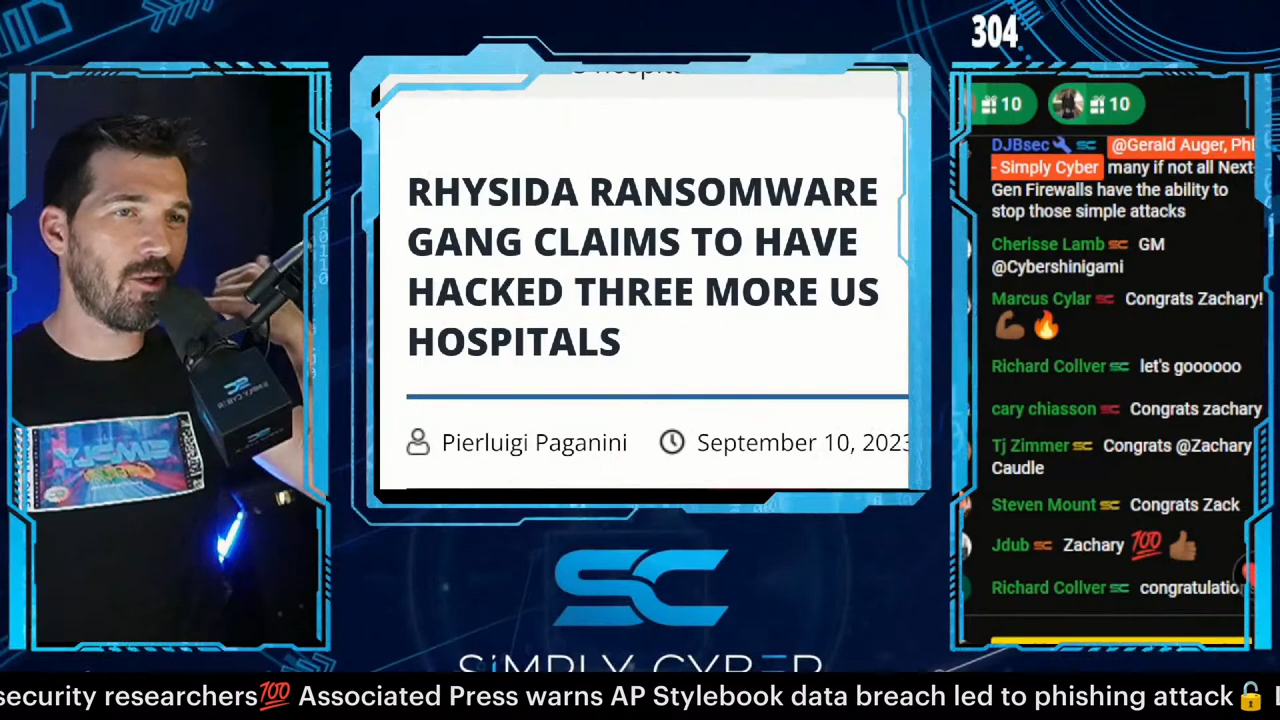 304
RHYSIDA RANSOMWARE
GANG CLAIMS TO HAVE
HACKED THREE MORE US
HOSPITALS
Pierluigi Paganini
September 10, 2023
SC
SIMPLY CYBER
10
10
DJBsec @Gerald Auger, PhD
- Simply Cyber many if not all Next-
Gen Firewalls have the ability to
stop those simple attacks
Cherisse Lamb GM
@Cybershinigami
Marcus Cylar Congrats Zachary!
💪🏾🔥
Richard Collver let's goooooo
cary chiasson Congrats zachary
Tj Zimmer Congrats @Zachary
Caudle
Steven Mount Congrats Zack
Jdub Zachary 💯👍🏾
Richard Collver congratulatio
security researchers💯 Associated Press warns AP Stylebook data breach led to phishing attack🔓